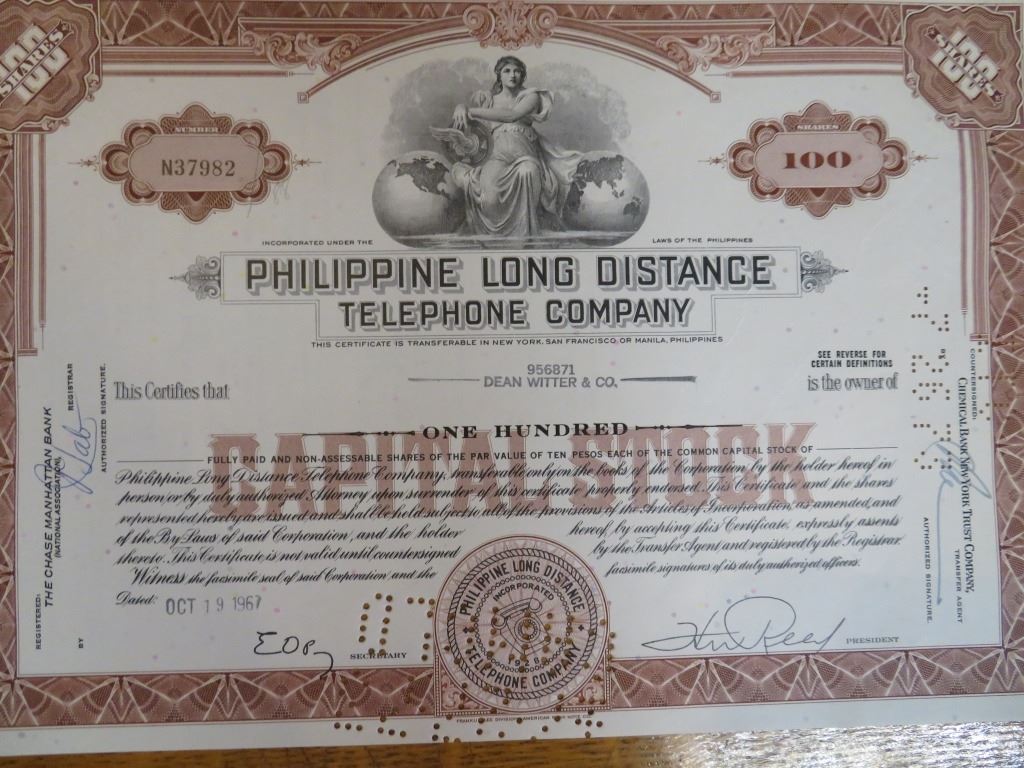 100
SHARES
100
SHARES
NUMBER
N37982
SHARES
100
INCORPORATED UNDER THE LAWS OF THE PHILIPPINES
PHILIPPINE LONG DISTANCE
TELEPHONE COMPANY
THIS CERTIFICATE IS TRANSFERABLE IN NEW YORK, SAN FRANCISCO OR MANILA, PHILIPPINES
SEE REVERSE FOR
CERTAIN DEFINITIONS
This Certifies that
956871
DEAN WITTER & CO.
is the owner of
ONE HUNDRED
CAPITAL STOCK
FULLY PAID AND NON-ASSESSABLE SHARES OF THE PAR VALUE OF TEN PESOS EACH OF THE COMMON CAPITAL STOCK OF
Philippine Long Distance Telephone Company, transferable only on the books of the Corporation by the holder hereof in
person or by duly authorized Attorney upon surrender of this certificate properly endorsed. This Certificate and the shares
represented hereby are issued and shall be held subject to all of the provisions of the Articles of Incorporation, as amended, and
of the By Laws of said Corporation, and the holder hereof by accepting this Certificate, expressly assents
thereto. This Certificate is not valid until countersigned by the Transfer Agent and registered by the Registrar.
Witness the facsimile seal of said Corporation and the facsimile signatures of its duly authorized officers.
Dated: OCT 19 1967
SECRETARY
PRESIDENT
PHILIPPINE LONG DISTANCE
TELEPHONE COMPANY
INCORPORATED
1928
REGISTERED:
THE CHASE MANHATTAN BANK
(NATIONAL ASSOCIATION),
REGISTRAR
BY
AUTHORIZED SIGNATURE.
COUNTERSIGNED:
CHEMICAL BANK NEW YORK TRUST COMPANY,
TRANSFER AGENT
BY
AUTHORIZED SIGNATURE.